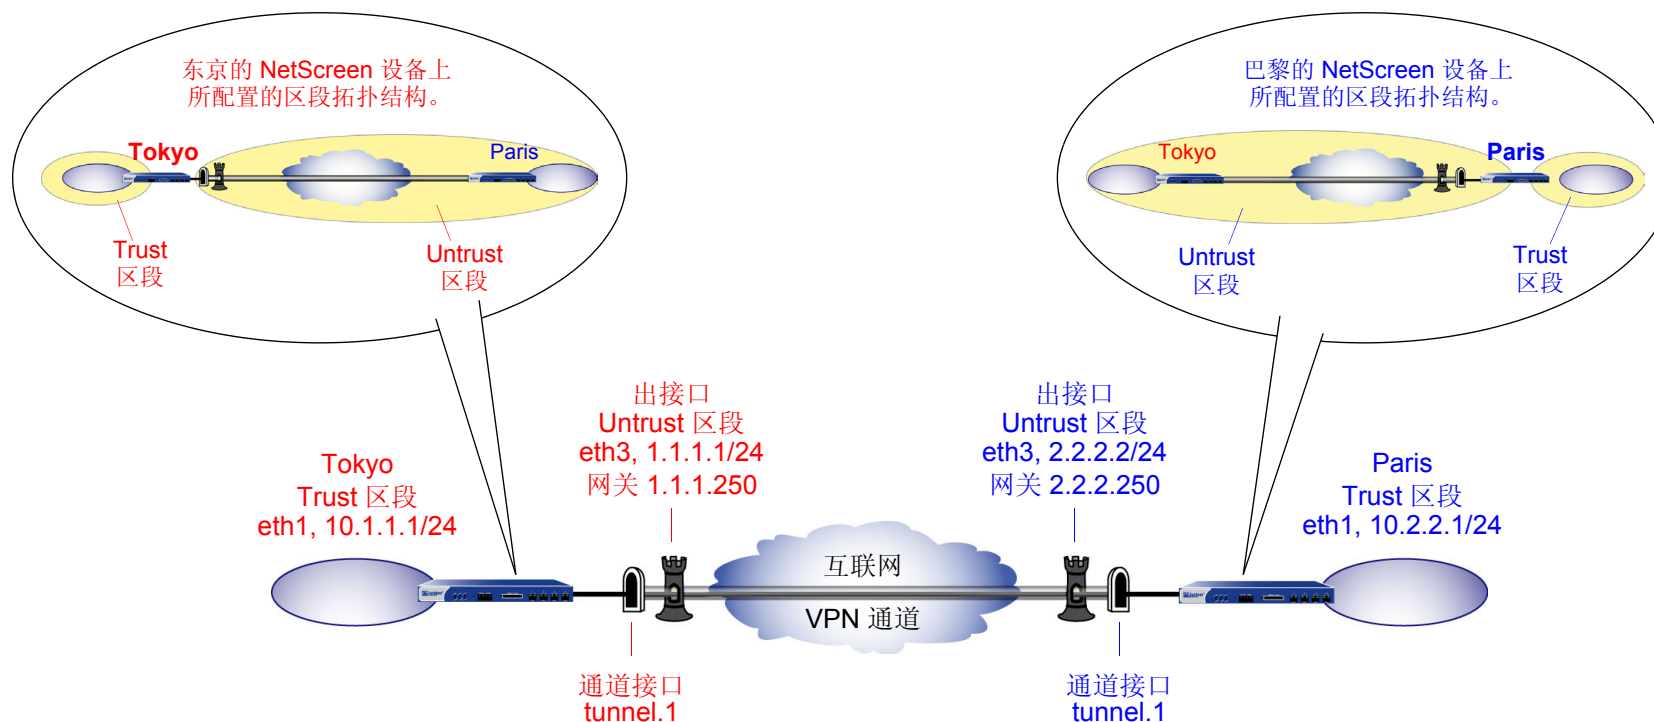 东京的 NetScreen 设备上
所配置的区段拓扑结构。
Tokyo
Paris
Trust
区段
Untrust
区段
巴黎的 NetScreen 设备上
所配置的区段拓扑结构。
Tokyo
Paris
Untrust
区段
Trust
区段
Tokyo
Trust 区段
eth1, 10.1.1.1/24
出接口
Untrust 区段
eth3, 1.1.1.1/24
网关 1.1.1.250
出接口
Untrust 区段
eth3, 2.2.2.2/24
网关 2.2.2.250
Paris
Trust 区段
eth1, 10.2.2.1/24
互联网
VPN 通道
通道接口
tunnel.1
通道接口
tunnel.1